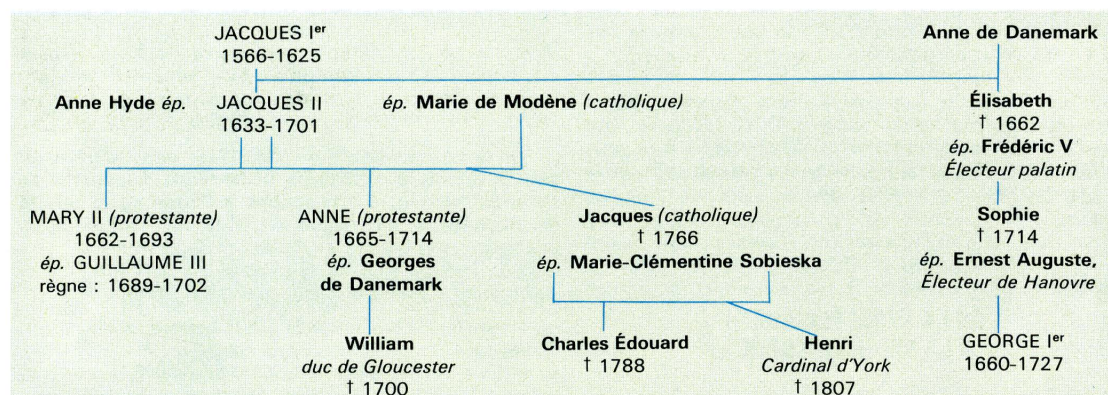 JACQUES Ier
1566-1625
Anne de Danemark
Anne Hyde ép. JACQUES II
1633-1701
ép. Marie de Modène (catholique)
Élisabeth
† 1662
ép. Frédéric V
Électeur palatin
MARY II (protestante)
1662-1693
ép. GUILLAUME III
règne : 1689-1702
ANNE (protestante)
1665-1714
ép. Georges
de Danemark
Jacques (catholique)
† 1766
ép. Marie-Clémentine Sobieska
Sophie
† 1714
ép. Ernest Auguste,
Électeur de Hanovre
William
duc de Gloucester
† 1700
Charles Édouard
† 1788
Henri
Cardinal d'York
† 1807
GEORGE Ier
1660-1727